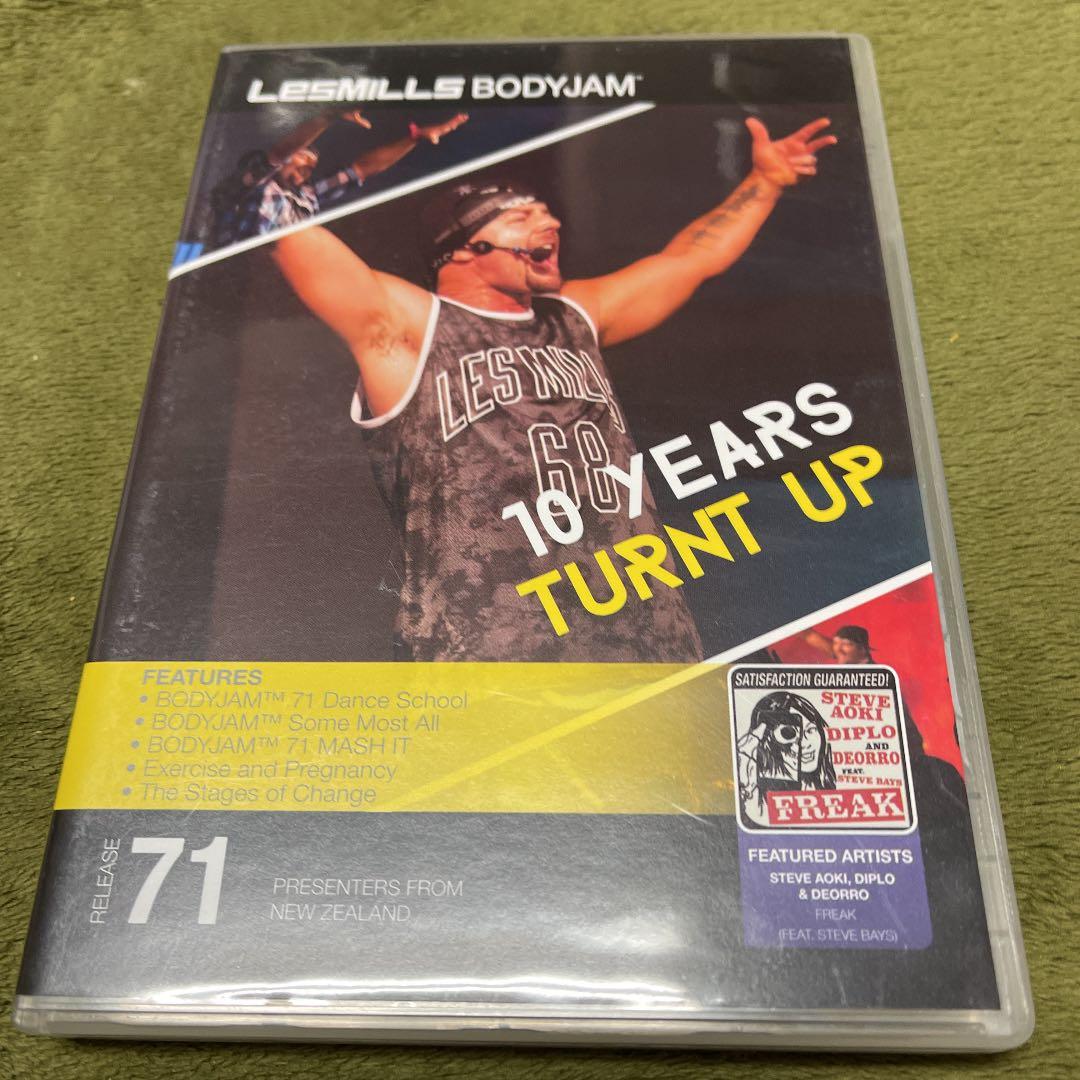 LESMILLS BODYJAM™
LES MILLS
68
10 YEARS
TURNT UP
FEATURES
• BODYJAM™ 71 Dance School
• BODYJAM™ Some Most All
• BODYJAM™ 71 MASH IT
• Exercise and Pregnancy
• The Stages of Change
SATISFACTION GUARANTEED!
STEVE
AOKI
DIPLO
AND
DEORRO
FEAT.
STEVE BAYS
FREAK
RELEASE
71
PRESENTERS FROM
NEW ZEALAND
FEATURED ARTISTS
STEVE AOKI, DIPLO
& DEORRO
FREAK
(FEAT. STEVE BAYS)